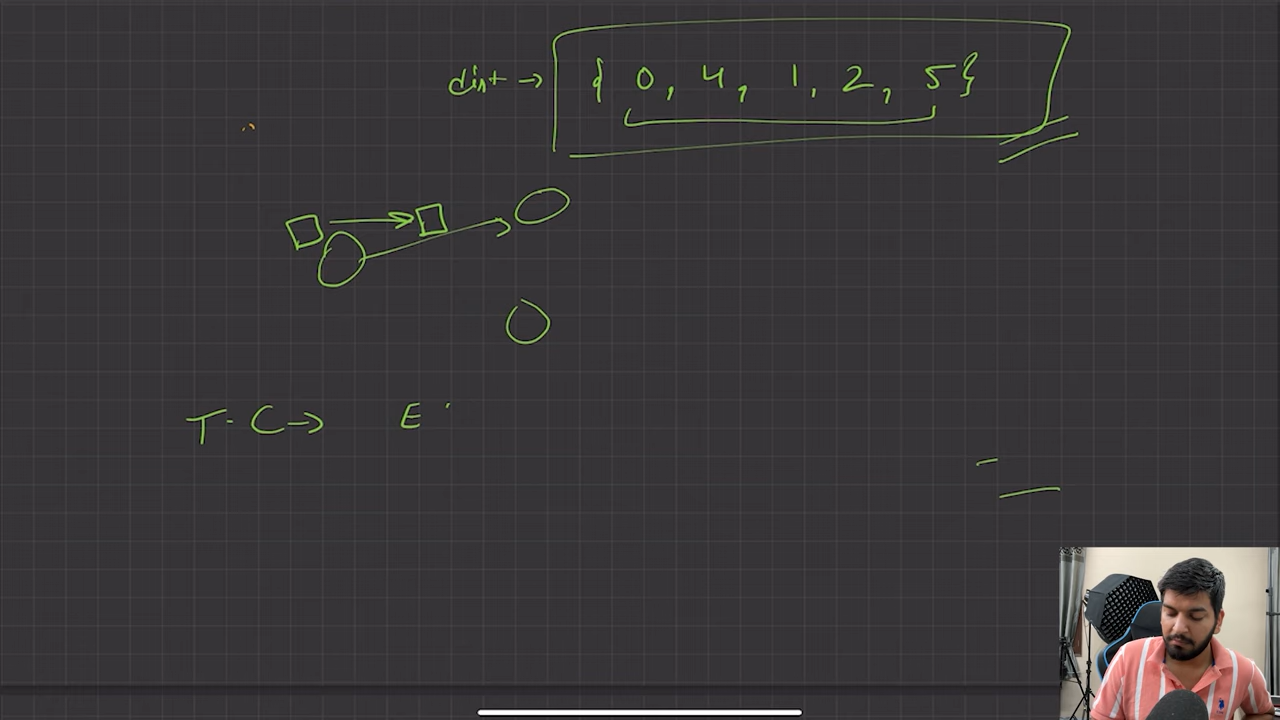 dist → { 0, 4, 1, 2, 5 }
T.C → E